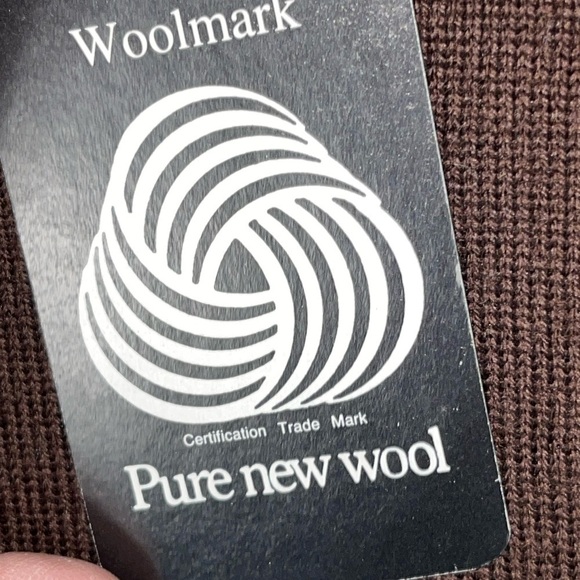 Woolmark
Certification Trade Mark
Pure new wool